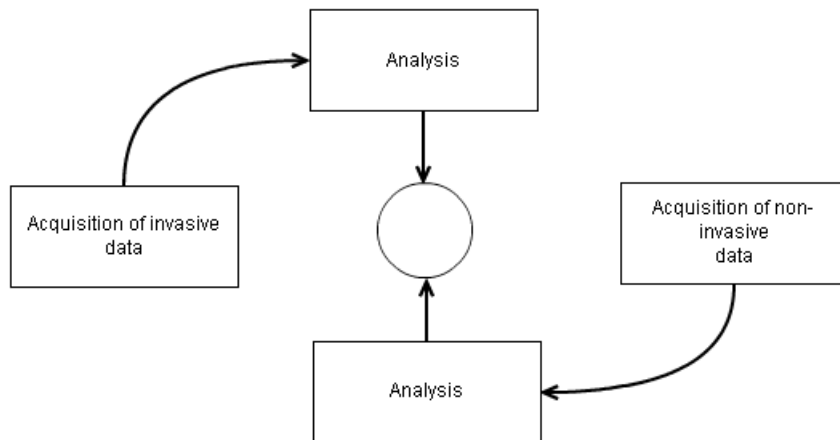 Analysis
Acquisition of invasive
data
Acquisition of non-
invasive
data
Analysis